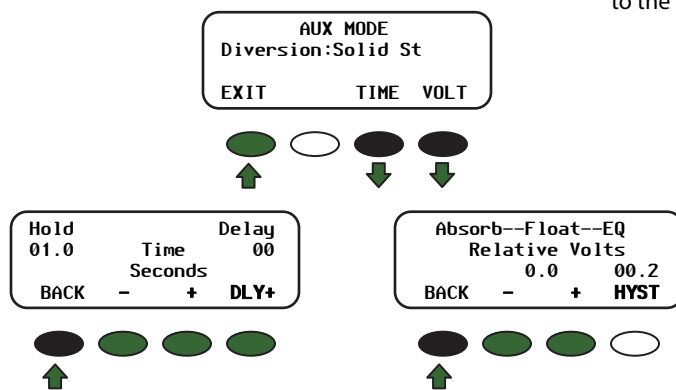 to the
AUX MODE
Diversion:Solid St
EXIT TIME VOLT
Hold Delay
01.0 Time 00
Seconds
BACK - + DLY+
Absorb--Float--EQ
Relative Volts
0.0 00.2
BACK - + HYST